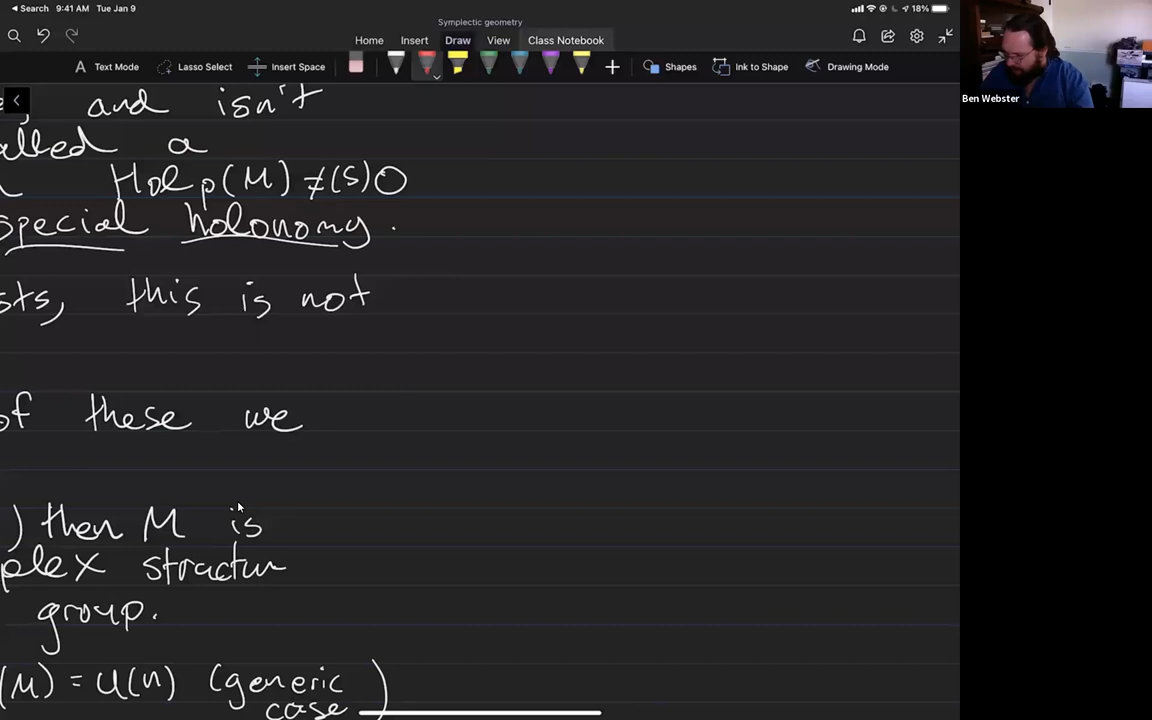 Search 9:41 AM Tue Jan 9
18%
Symplectic geometry
Home Insert Draw View Class Notebook
Text Mode Lasso Select Insert Space Shapes Ink to Shape Drawing Mode
Ben Webster
and isn't
alled a
Hol p(M) ≠(S)O
special holonomy.
sts, this is not
of these we
) then M is
plex structur
group.
(M) = U(n) (generic
case)